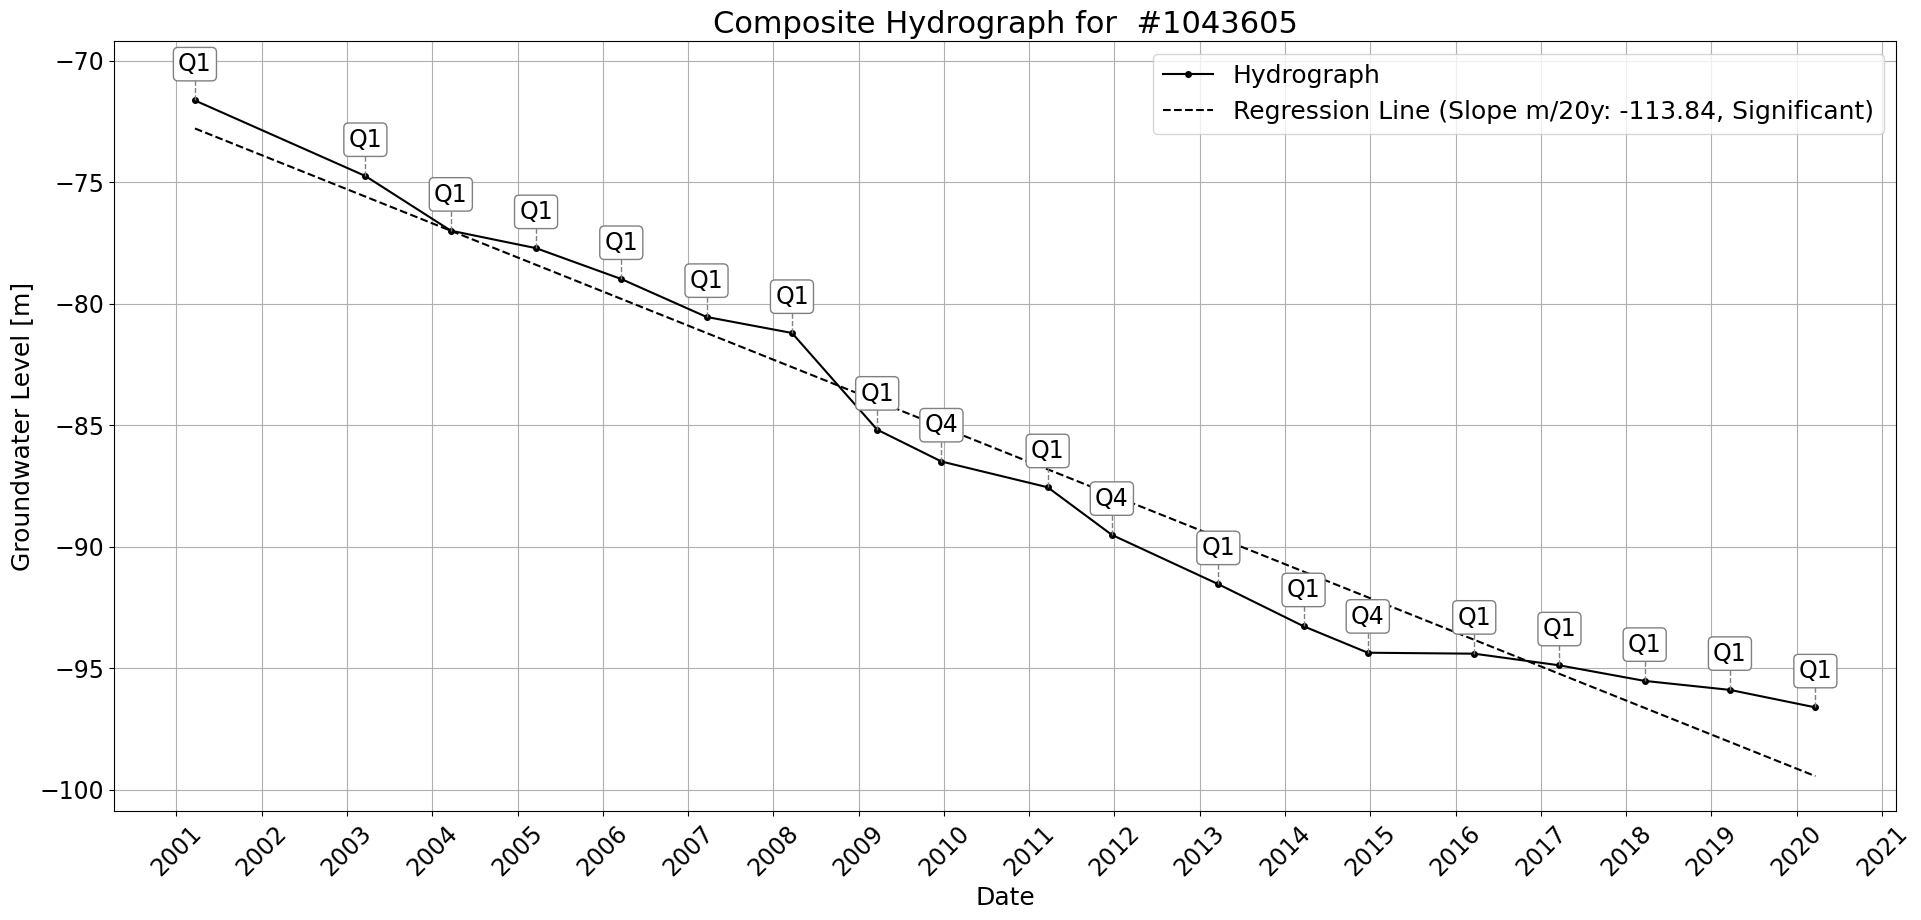 Composite Hydrograph for  #1043605
Hydrograph
Regression Line (Slope m/20y: -113.84, Significant)
Groundwater Level [m]
−70
−75
−80
−85
−90
−95
−100
Q1
Q1
Q1
Q1
Q1
Q1
Q1
Q1
Q4
Q1
Q4
Q1
Q1
Q4
Q1
Q1
Q1
Q1
Q1
2001
2002
2003
2004
2005
2006
2007
2008
2009
2010
2011
2012
2013
2014
2015
2016
2017
2018
2019
2020
2021
Date